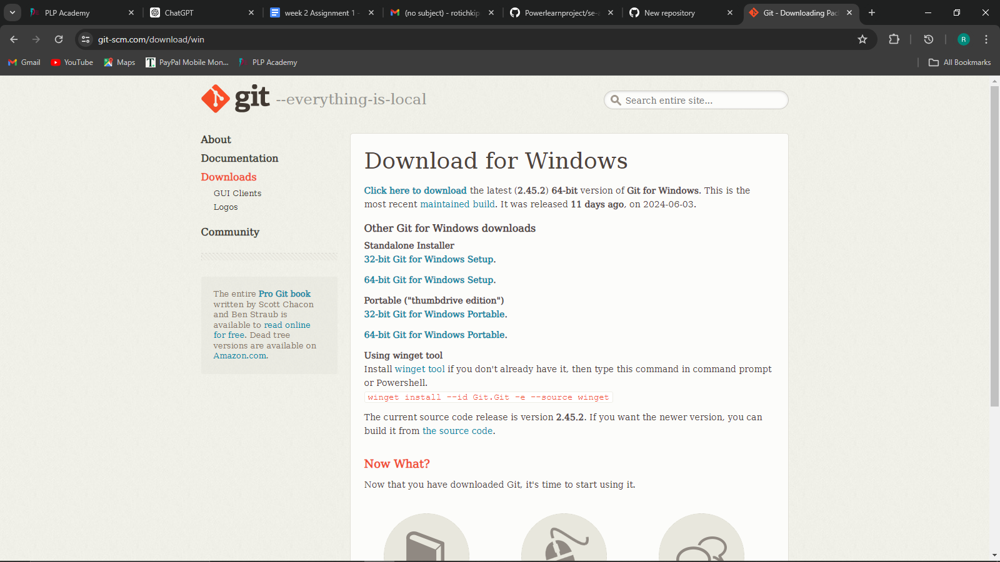 PLP Academy
ChatGPT
week 2 Assignment 1 -
(no subject) - rotichkip
Powerlearnproject/se-a
New repository
Git - Downloading Pac
git-scm.com/download/win
R
Gmail
YouTube
Maps
PayPal Mobile Mon...
PLP Academy
All Bookmarks
git --everything-is-local
Search entire site...
About
Documentation
Downloads
GUI Clients
Logos
Community
The entire Pro Git book
written by Scott Chacon
and Ben Straub is
available to read online
for free. Dead tree
versions are available on
Amazon.com.
Download for Windows
Click here to download the latest (2.45.2) 64-bit version of Git for Windows. This is the
most recent maintained build. It was released 11 days ago, on 2024-06-03.
Other Git for Windows downloads
Standalone Installer
32-bit Git for Windows Setup.
64-bit Git for Windows Setup.
Portable ("thumbdrive edition")
32-bit Git for Windows Portable.
64-bit Git for Windows Portable.
Using winget tool
Install winget tool if you don't already have it, then type this command in command prompt
or Powershell.
winget install --id Git.Git -e --source winget
The current source code release is version 2.45.2. If you want the newer version, you can
build it from the source code.
Now What?
Now that you have downloaded Git, it's time to start using it.